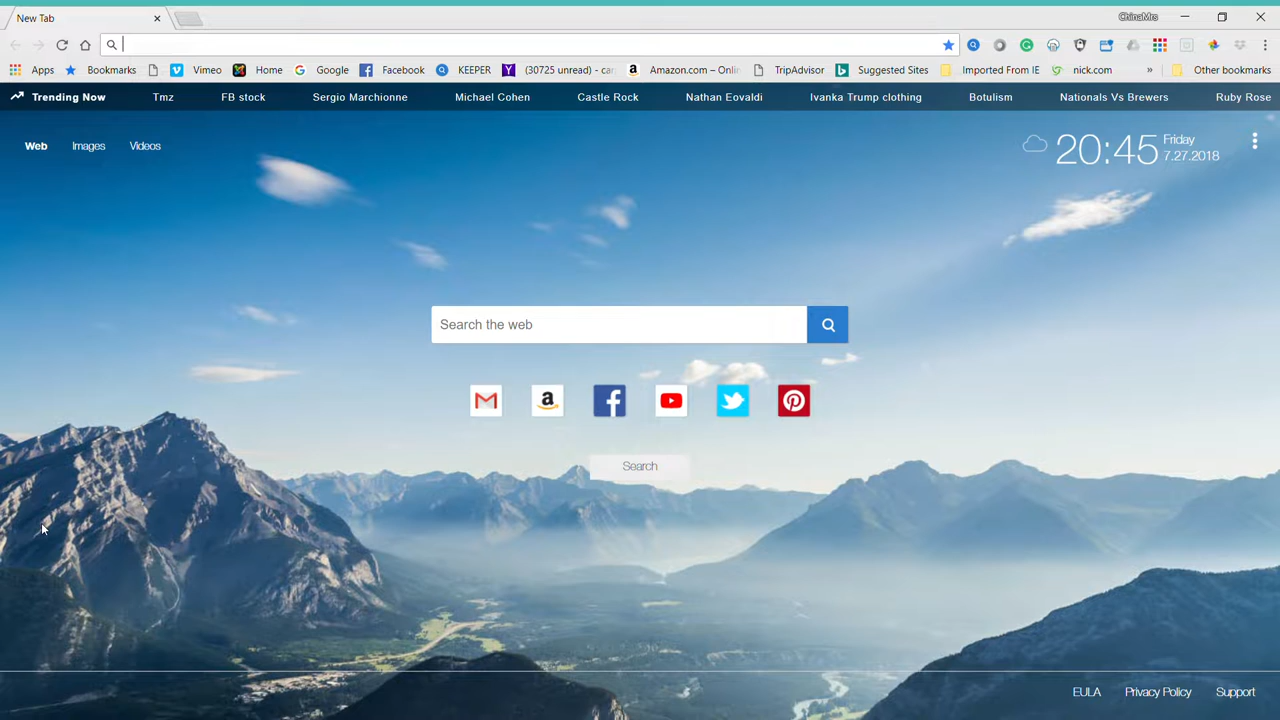 New Tab
ChinaMrs
Apps Bookmarks Vimeo Home Google Facebook KEEPER (30725 unread) - car Amazon.com – Onlin TripAdvisor Suggested Sites Imported From IE nick.com » Other bookmarks
Trending Now Tmz FB stock Sergio Marchionne Michael Cohen Castle Rock Nathan Eovaldi Ivanka Trump clothing Botulism Nationals Vs Brewers Ruby Rose
Web Images Videos
20:45 Friday
7.27.2018
Search the web
Search
EULA Privacy Policy Support